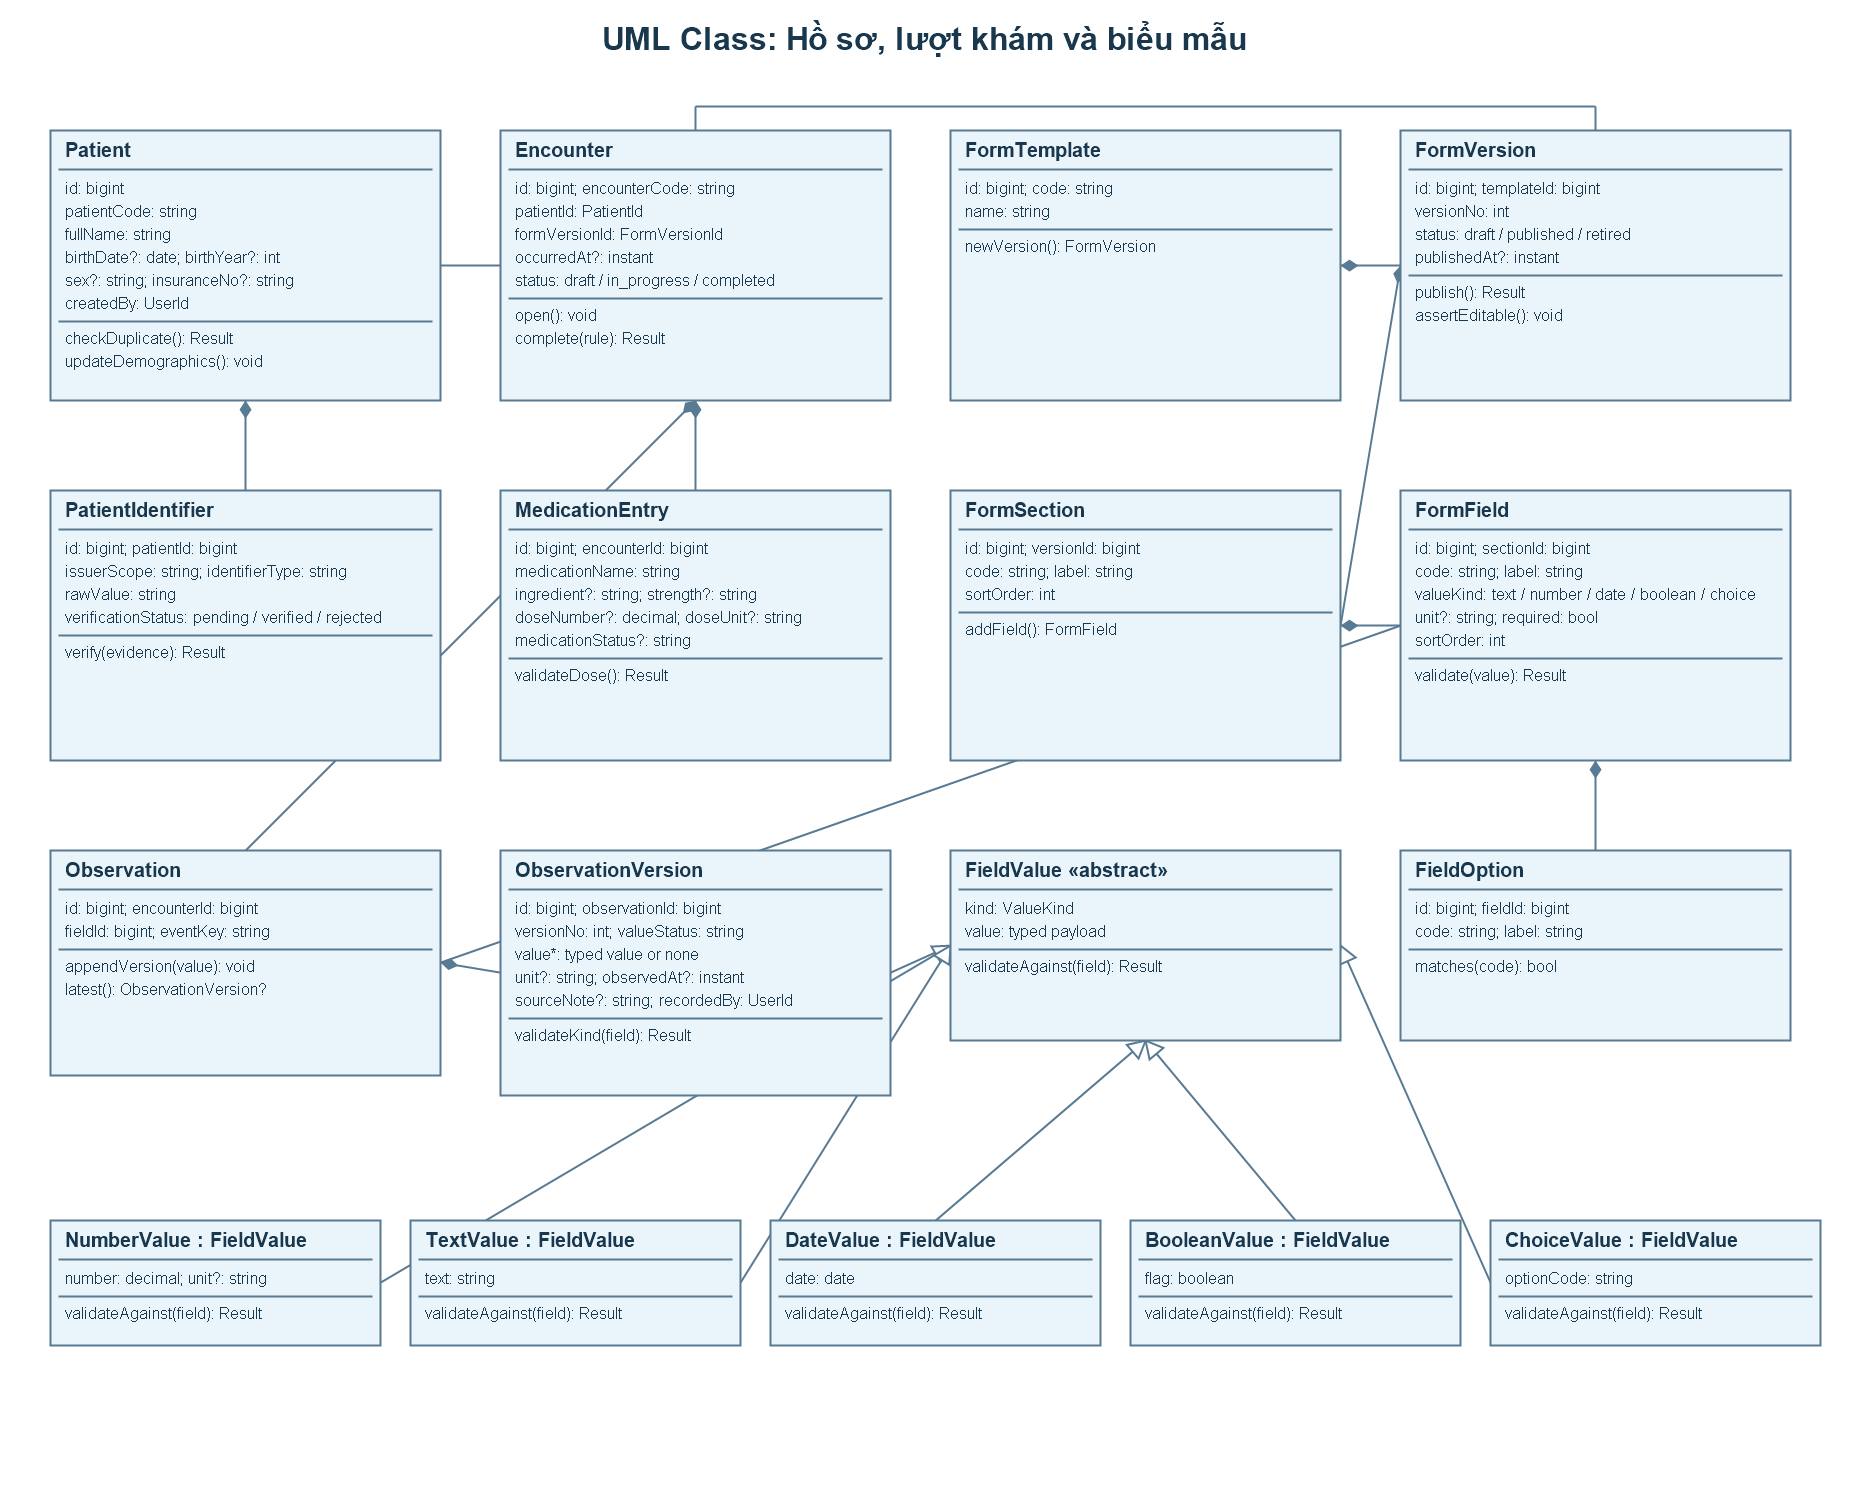 UML Class: Hồ sơ, lượt khám và biểu mẫu
Patient
id: bigint
patientCode: string
fullName: string
birthDate?: date; birthYear?: int
sex?: string; insuranceNo?: string
createdBy: UserId
checkDuplicate(): Result
updateDemographics(): void
Encounter
id: bigint; encounterCode: string
patientId: PatientId
formVersionId: FormVersionId
occurredAt?: instant
status: draft / in_progress / completed
open(): void
complete(rule): Result
FormTemplate
id: bigint; code: string
name: string
newVersion(): FormVersion
FormVersion
id: bigint; templateId: bigint
versionNo: int
status: draft / published / retired
publishedAt?: instant
publish(): Result
assertEditable(): void
PatientIdentifier
id: bigint; patientId: bigint
issuerScope: string; identifierType: string
rawValue: string
verificationStatus: pending / verified / rejected
verify(evidence): Result
MedicationEntry
id: bigint; encounterId: bigint
medicationName: string
ingredient?: string; strength?: string
doseNumber?: decimal; doseUnit?: string
medicationStatus?: string
validateDose(): Result
FormSection
id: bigint; versionId: bigint
code: string; label: string
sortOrder: int
addField(): FormField
FormField
id: bigint; sectionId: bigint
code: string; label: string
valueKind: text / number / date / boolean / choice
unit?: string; required: bool
sortOrder: int
validate(value): Result
Observation
id: bigint; encounterId: bigint
fieldId: bigint; eventKey: string
appendVersion(value): void
latest(): ObservationVersion?
ObservationVersion
id: bigint; observationId: bigint
versionNo: int; valueStatus: string
value*: typed value or none
unit?: string; observedAt?: instant
sourceNote?: string; recordedBy: UserId
validateKind(field): Result
FieldValue «abstract»
kind: ValueKind
value: typed payload
validateAgainst(field): Result
FieldOption
id: bigint; fieldId: bigint
code: string; label: string
matches(code): bool
NumberValue : FieldValue
number: decimal; unit?: string
validateAgainst(field): Result
TextValue : FieldValue
text: string
validateAgainst(field): Result
DateValue : FieldValue
date: date
validateAgainst(field): Result
BooleanValue : FieldValue
flag: boolean
validateAgainst(field): Result
ChoiceValue : FieldValue
optionCode: string
validateAgainst(field): Result